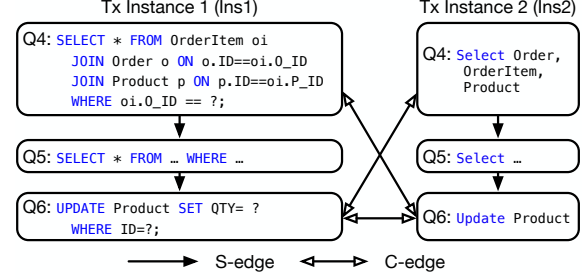 Tx Instance 1 (Ins1)
Tx Instance 2 (Ins2)
Q4: SELECT * FROM OrderItem oi
JOIN Order o ON o.ID==oi.O_ID
JOIN Product p ON p.ID==oi.P_ID
WHERE oi.O_ID == ?;
Q4: Select Order,
OrderItem,
Product
Q5: SELECT * FROM … WHERE …
Q5: Select …
Q6: UPDATE Product SET QTY= ?
WHERE ID=?;
Q6: Update Product
S-edge
C-edge